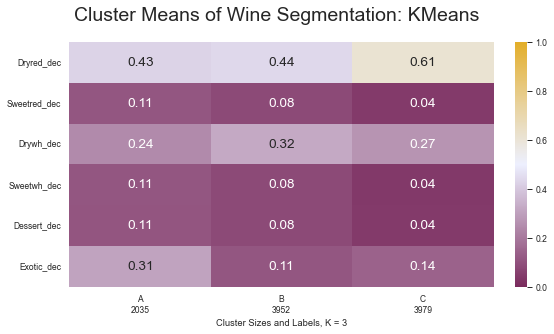 Cluster Means of Wine Segmentation: KMeans
Dryred_dec 0.43 0.44 0.61
Sweetred_dec 0.11 0.08 0.04
Drywh_dec 0.24 0.32 0.27
Sweetwh_dec 0.11 0.08 0.04
Dessert_dec 0.11 0.08 0.04
Exotic_dec 0.31 0.11 0.14
A B C
2035 3952 3979
Cluster Sizes and Labels, K = 3
1.0
0.8
0.6
0.4
0.2
0.0